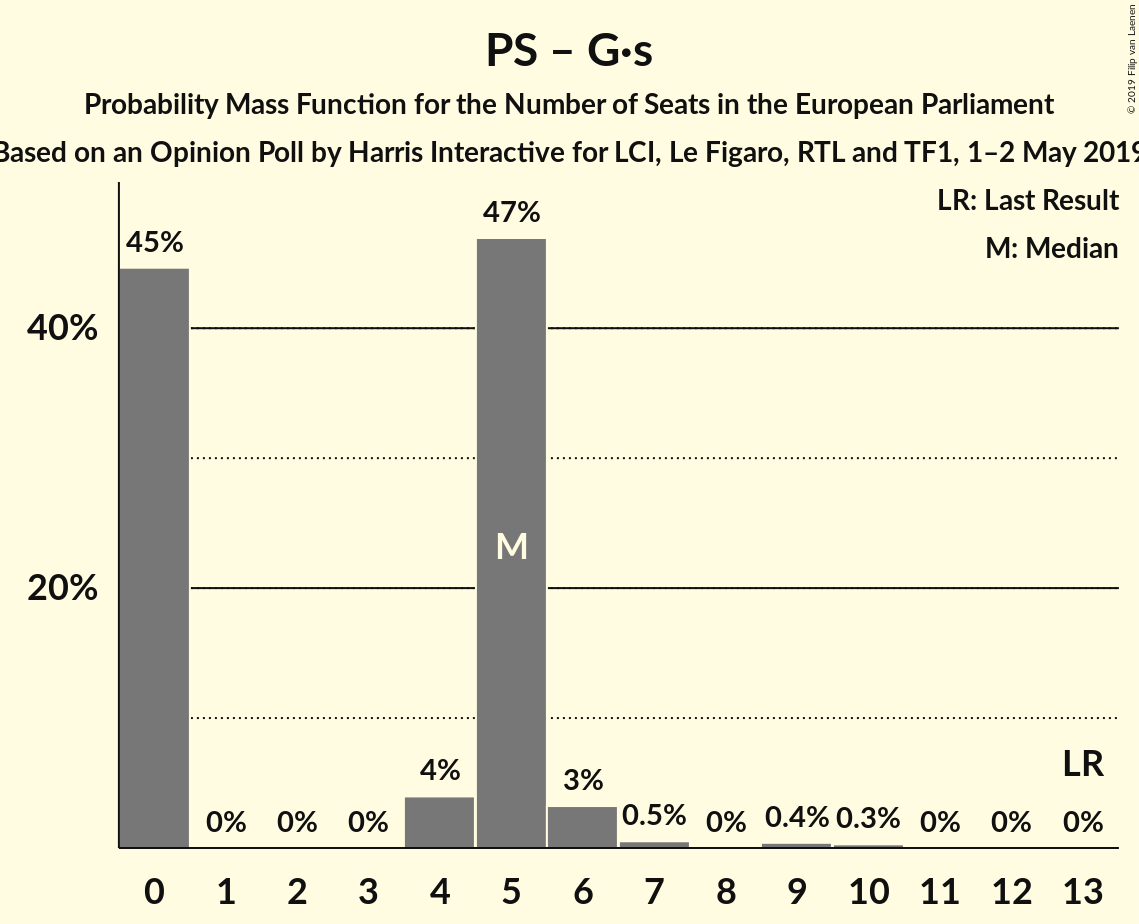 PS – G·s
Probability Mass Function for the Number of Seats in the European Parliament
Based on an Opinion Poll by Harris Interactive for LCI, Le Figaro, RTL and TF1, 1–2 May 2019
© 2019 Filip van Laenen
LR: Last Result
M: Median
45% 0% 0% 0% 4% 47% 3% 0.5% 0% 0.4% 0.3% 0% 0% 0%
40%
20%
M
LR
0 1 2 3 4 5 6 7 8 9 10 11 12 13